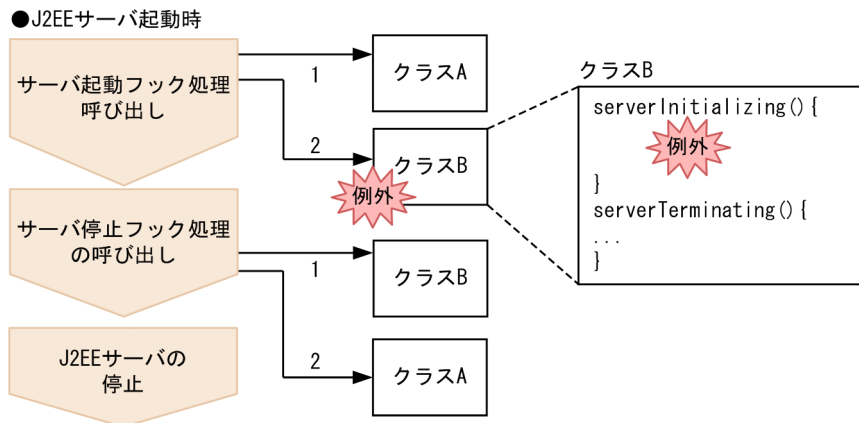 ●J2EEサーバ起動時
サーバ起動フック処理
呼び出し
1
クラスA
2
クラスB
例外
クラスB
serverInitializing(){
例外
}
serverTerminating(){
...
}
サーバ停止フック処理
の呼び出し
1
クラスB
2
クラスA
J2EEサーバの
停止